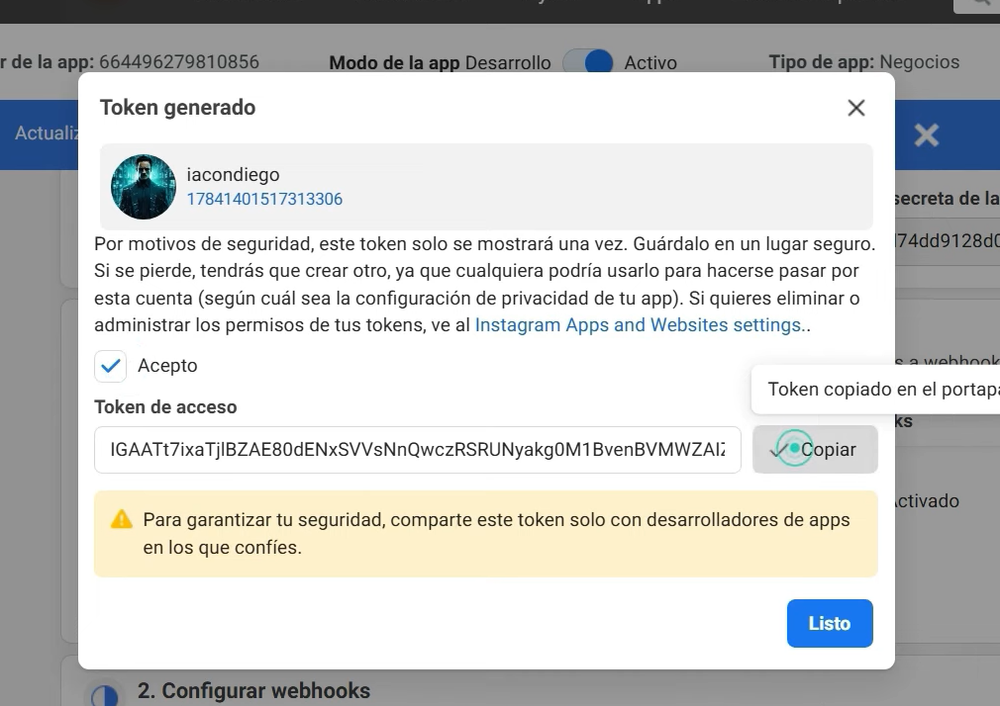 r de la app: 664496279810856
Modo de la app Desarrollo Activo
Tipo de app: Negocios
Actualiz
Token generado
iacondiego
17841401517313306
secreta de la
74dd9128d0
Por motivos de seguridad, este token solo se mostrará una vez. Guárdalo en un lugar seguro.
Si se pierde, tendrás que crear otro, ya que cualquiera podría usarlo para hacerse pasar por
esta cuenta (según cuál sea la configuración de privacidad de tu app). Si quieres eliminar o
administrar los permisos de tus tokens, ve al Instagram Apps and Websites settings..
Acepto
s a webhook
Token copiado en el portapa
Token de acceso
ks
IGAATt7ixaTjlBZAE80dENxSVVsNnQwczRSRUNyakg0M1BvenBVMWZAIZ
Copiar
Activado
Para garantizar tu seguridad, comparte este token solo con desarrolladores de apps
en los que confíes.
Listo
2. Configurar webhooks